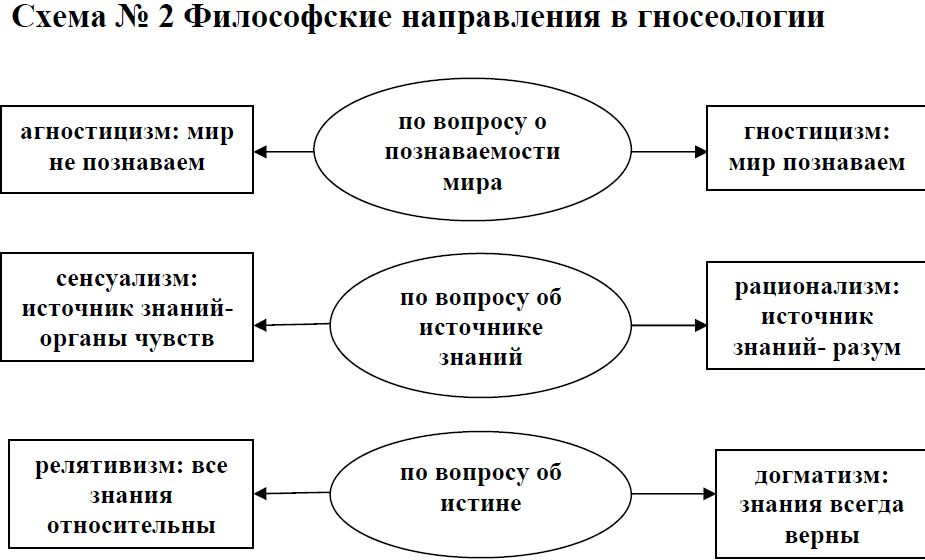 Схема № 2 Философские направления в гносеологии
агностицизм: мир
не познаваем
по вопросу о
познаваемости
мира
гностицизм:
мир познаваем
сенсуализм:
источник знаний-
органы чувств
по вопросу об
источнике
знаний
рационализм:
источник
знаний- разум
релятивизм: все
знания
относительны
по вопросу об
истине
догматизм:
знания всегда
верны